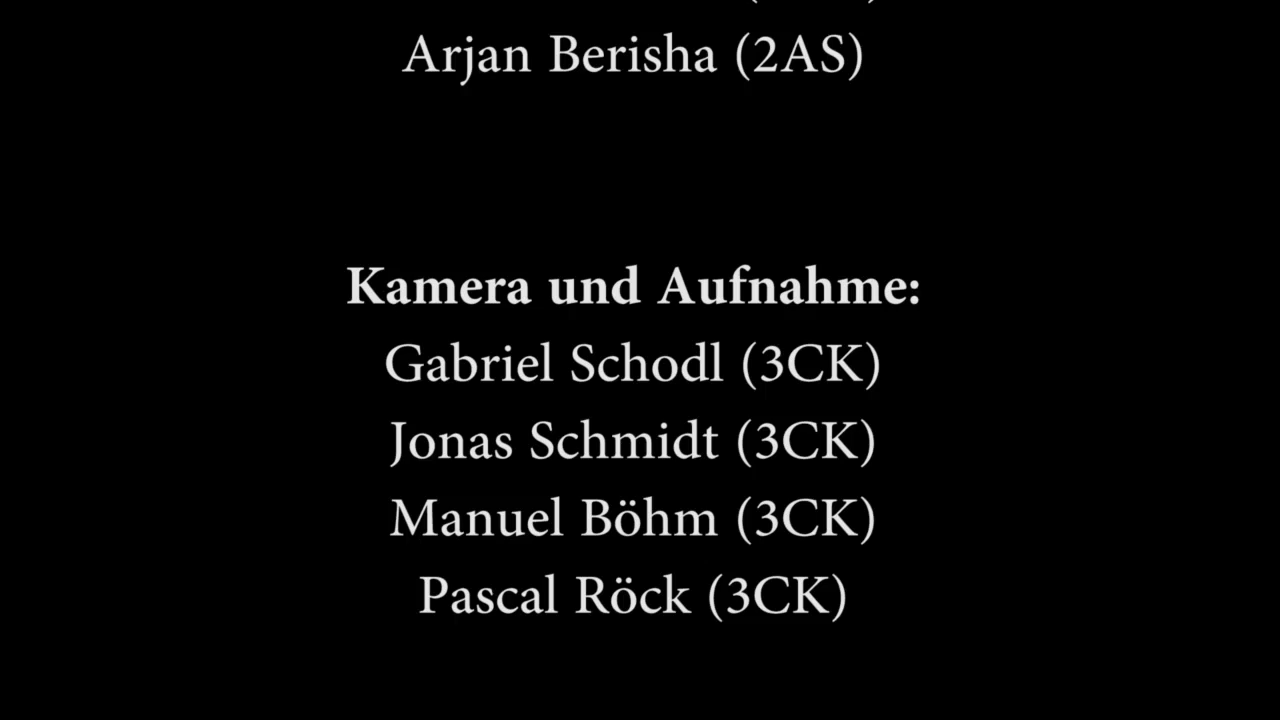 Arjan Berisha (2AS)
Kamera und Aufnahme:
Gabriel Schodl (3CK)
Jonas Schmidt (3CK)
Manuel Böhm (3CK)
Pascal Röck (3CK)